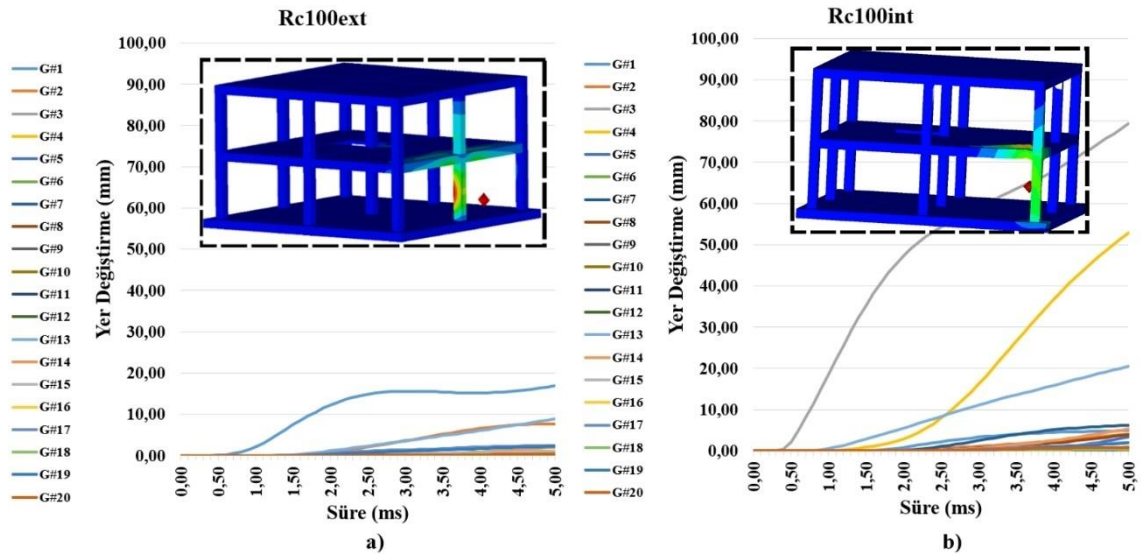 Rc100ext
G#1
G#2
G#3
G#4
G#5
G#6
G#7
G#8
G#9
G#10
G#11
G#12
G#13
G#14
G#15
G#16
G#17
G#18
G#19
G#20
Yer Değiştirme (mm)
100,00
90,00
80,00
70,00
60,00
50,00
40,00
30,00
20,00
10,00
0,00
0,00
0,50
1,00
1,50
2,00
2,50
3,00
3,50
4,00
4,50
5,00
Süre (ms)
a)
Rc100int
G#1
G#2
G#3
G#4
G#5
G#6
G#7
G#8
G#9
G#10
G#11
G#12
G#13
G#14
G#15
G#16
G#17
G#18
G#19
G#20
Yer Değiştirme (mm)
100,00
90,00
80,00
70,00
60,00
50,00
40,00
30,00
20,00
10,00
0,00
0,00
0,50
1,00
1,50
2,00
2,50
3,00
3,50
4,00
4,50
5,00
Süre (ms)
b)